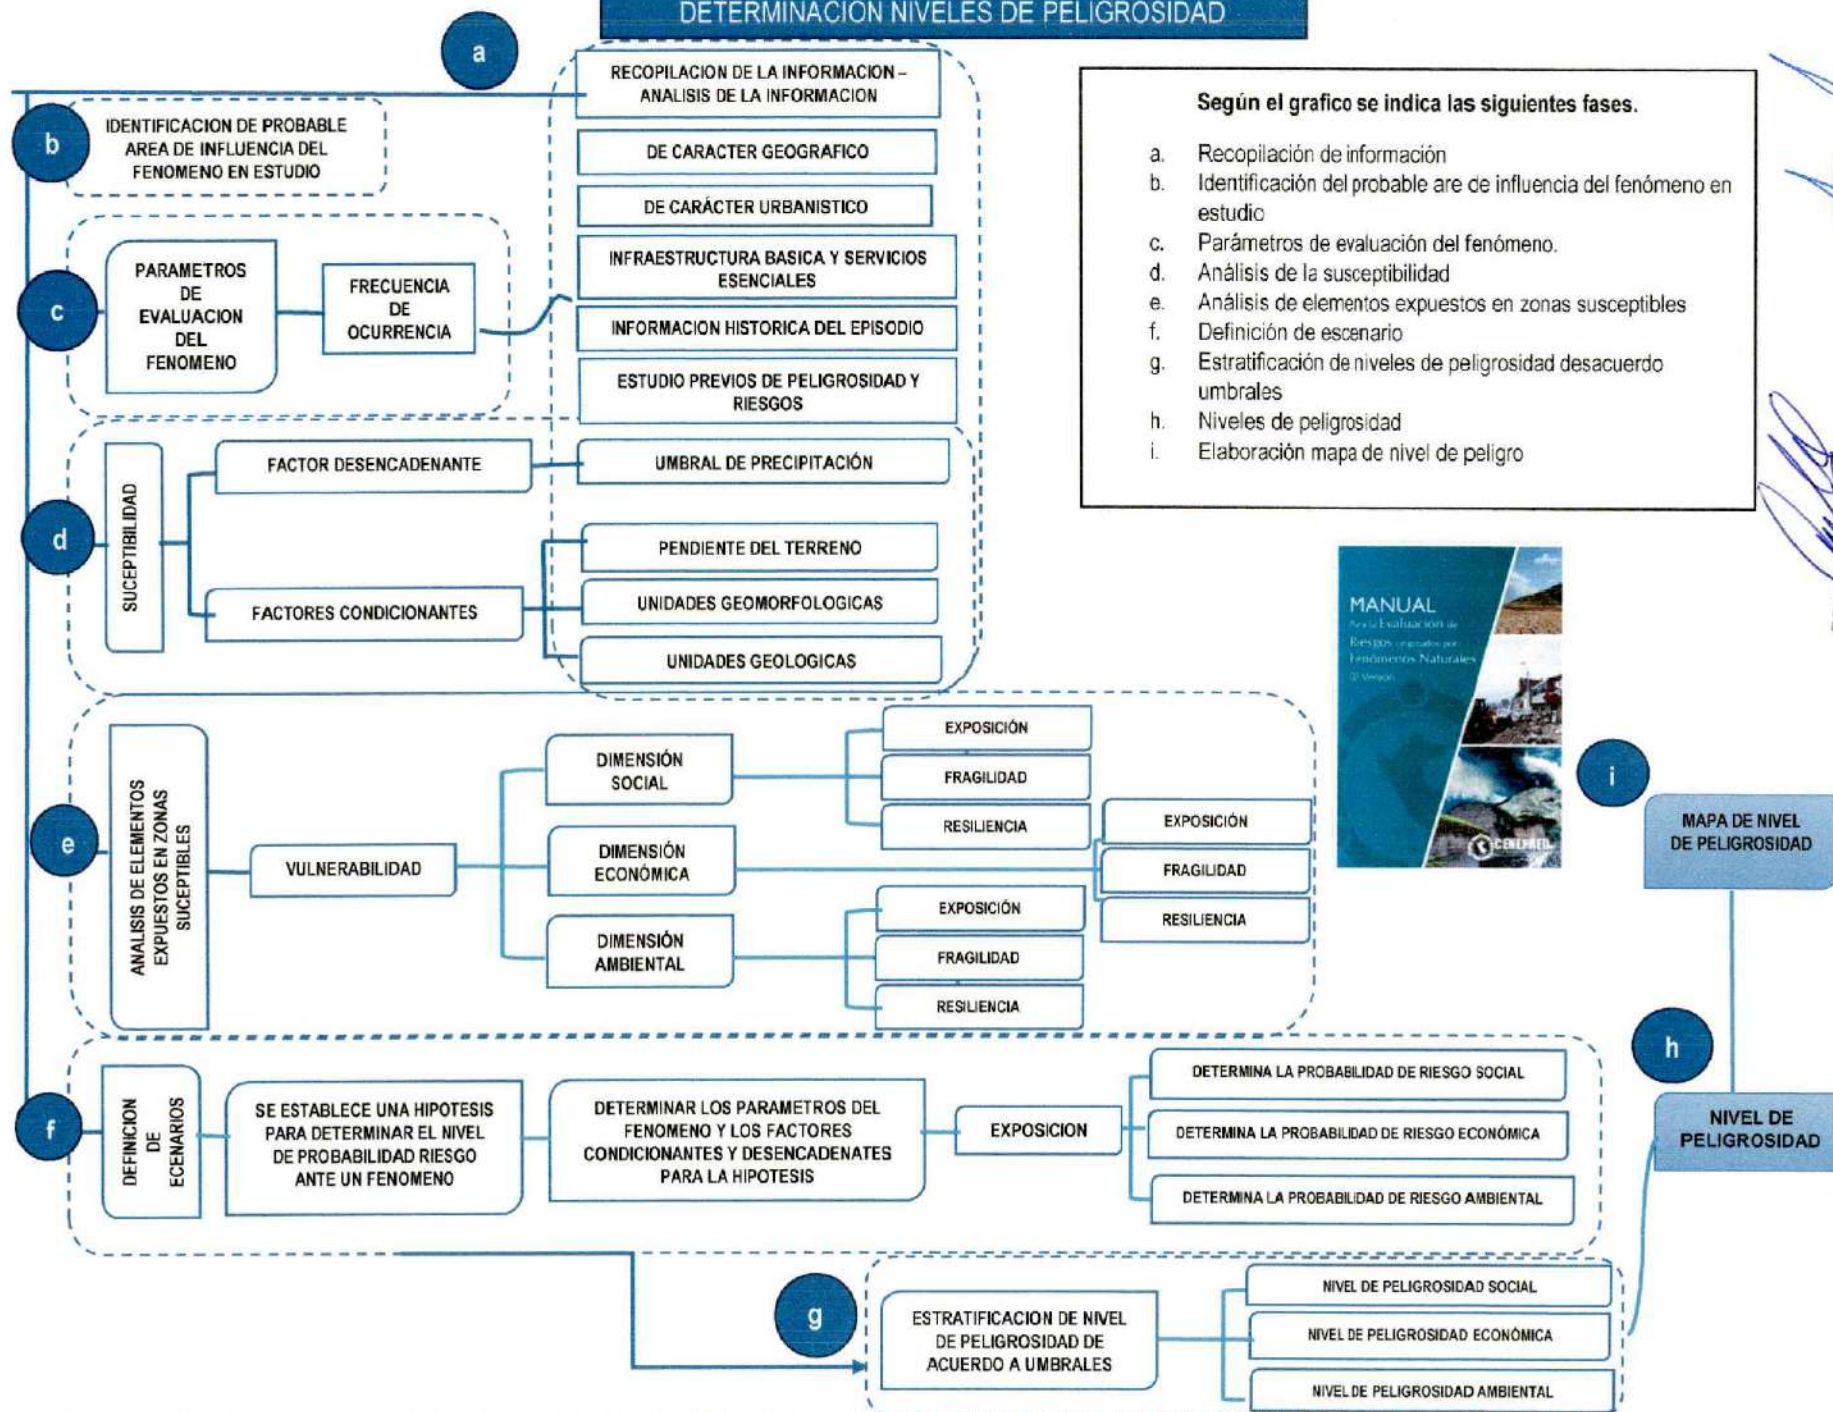 DETERMINACION NIVELES DE PELIGROSIDAD
a
RECOPILACION DE LA INFORMACION –
ANALISIS DE LA INFORMACION
DE CARACTER GEOGRAFICO
DE CARÁCTER URBANISTICO
INFRAESTRUCTURA BASICA Y SERVICIOS
ESENCIALES
INFORMACION HISTORICA DEL EPISODIO
ESTUDIO PREVIOS DE PELIGROSIDAD Y
RIESGOS
b
IDENTIFICACION DE PROBABLE
AREA DE INFLUENCIA DEL
FENOMENO EN ESTUDIO
c
PARAMETROS
DE
EVALUACION
DEL
FENOMENO
FRECUENCIA
DE
OCURRENCIA
Según el grafico se indica las siguientes fases.
a. Recopilación de información
b. Identificación del probable are de influencia del fenómeno en
estudio
c. Parámetros de evaluación del fenómeno.
d. Análisis de la susceptibilidad
e. Análisis de elementos expuestos en zonas susceptibles
f. Definición de escenario
g. Estratificación de niveles de peligrosidad desacuerdo
umbrales
h. Niveles de peligrosidad
i. Elaboración mapa de nivel de peligro
d
SUCEPTIBILIDAD
FACTOR DESENCADENANTE
UMBRAL DE PRECIPITACIÓN
FACTORES CONDICIONANTES
PENDIENTE DEL TERRENO
UNIDADES GEOMORFOLOGICAS
UNIDADES GEOLOGICAS
MANUAL
Para la Evaluación de
Riesgos originados por
Fenómenos Naturales
Versión
CENEPRED
e
ANALISIS DE ELEMENTOS
EXPUESTOS EN ZONAS
SUCEPTIBLES
VULNERABILIDAD
DIMENSIÓN
SOCIAL
EXPOSICIÓN
FRAGILIDAD
RESILIENCIA
DIMENSIÓN
ECONÓMICA
EXPOSICIÓN
FRAGILIDAD
RESILIENCIA
DIMENSIÓN
AMBIENTAL
EXPOSICIÓN
FRAGILIDAD
RESILIENCIA
i
MAPA DE NIVEL
DE PELIGROSIDAD
h
NIVEL DE
PELIGROSIDAD
f
DEFINICION
DE
ECENARIOS
SE ESTABLECE UNA HIPOTESIS
PARA DETERMINAR EL NIVEL
DE PROBABILIDAD RIESGO
ANTE UN FENOMENO
DETERMINAR LOS PARAMETROS DEL
FENOMENO Y LOS FACTORES
CONDICIONANTES Y DESENCADENATES
PARA LA HIPOTESIS
EXPOSICION
DETERMINA LA PROBABILIDAD DE RIESGO SOCIAL
DETERMINA LA PROBABILIDAD DE RIESGO ECONÓMICA
DETERMINA LA PROBABILIDAD DE RIESGO AMBIENTAL
g
ESTRATIFICACION DE NIVEL
DE PELIGROSIDAD DE
ACUERDO A UMBRALES
NIVEL DE PELIGROSIDAD SOCIAL
NIVEL DE PELIGROSIDAD ECONÓMICA
NIVEL DE PELIGROSIDAD AMBIENTAL